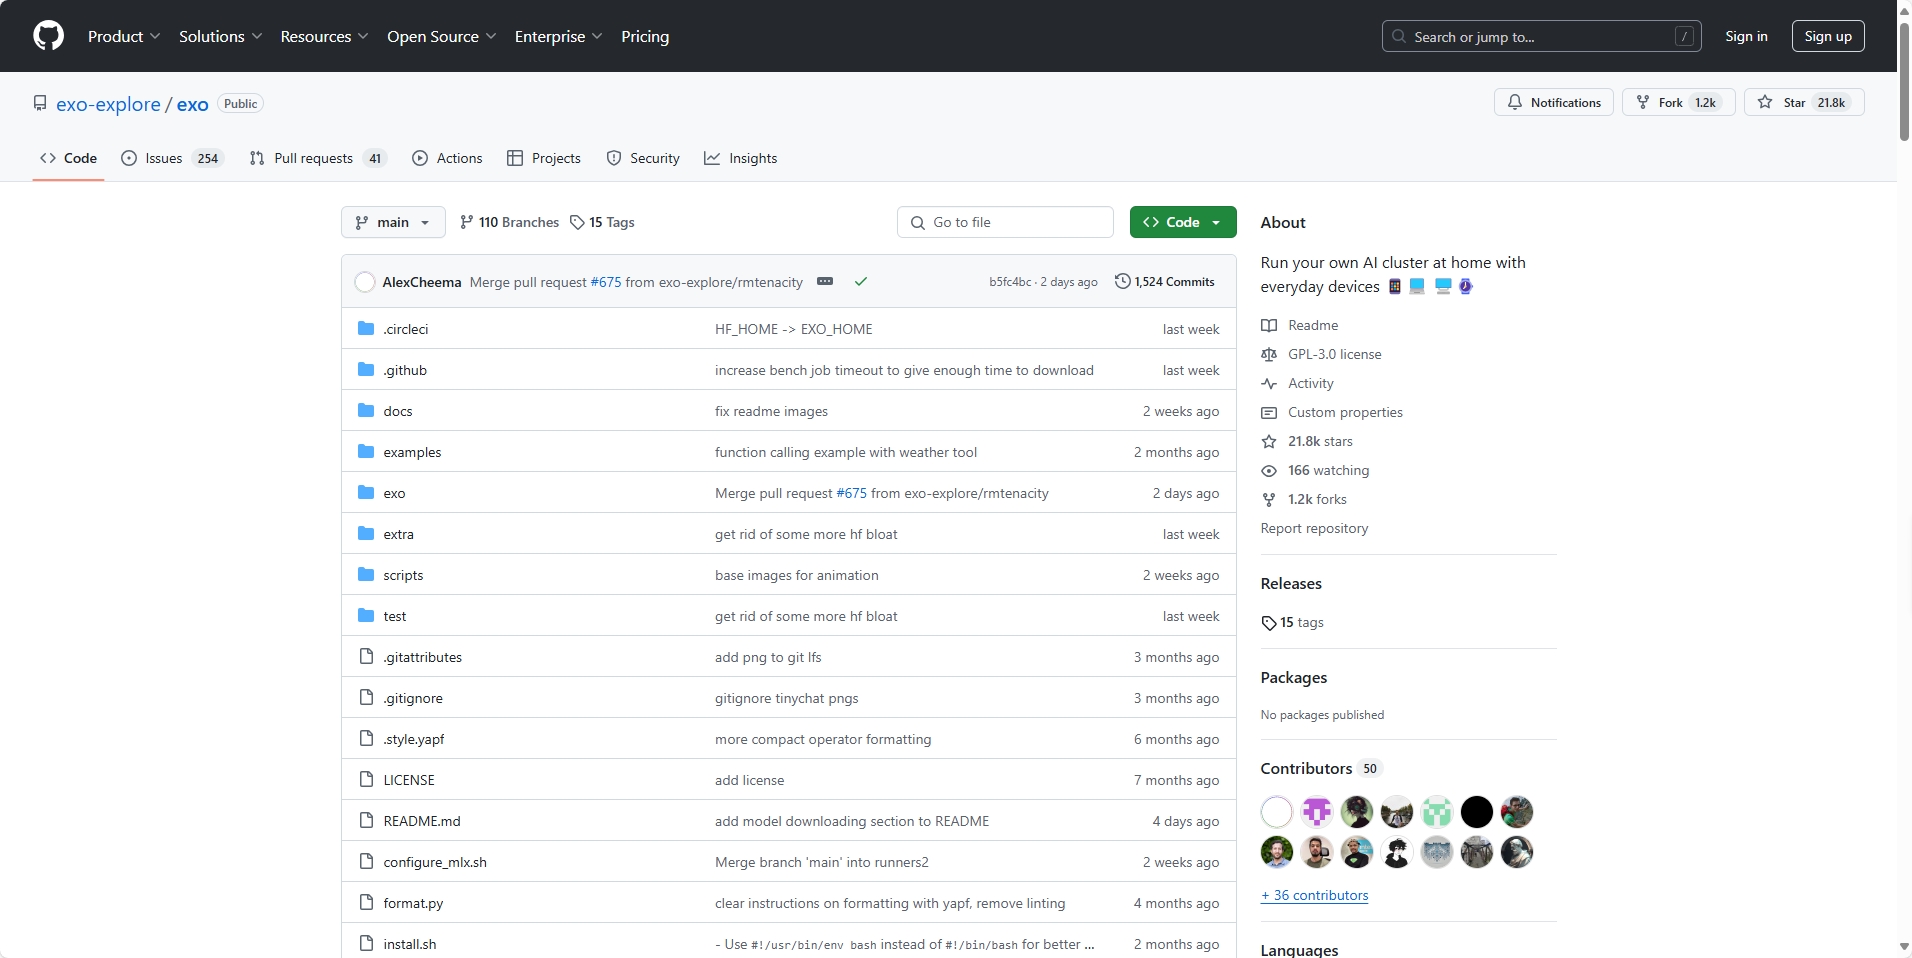 Product Solutions Resources Open Source Enterprise Pricing Search or jump to... / Sign in Sign up
exo-explore / exo Public Notifications Fork 1.2k Star 21.8k
Code Issues 254 Pull requests 41 Actions Projects Security Insights
main 110 Branches 15 Tags Go to file Code
AlexCheema Merge pull request #675 from exo-explore/rmtenacity b5fc4bc · 2 days ago 1,524 Commits
.circleci HF_HOME -> EXO_HOME last week
.github increase bench job timeout to give enough time to download last week
docs fix readme images 2 weeks ago
examples function calling example with weather tool 2 months ago
exo Merge pull request #675 from exo-explore/rmtenacity 2 days ago
extra get rid of some more hf bloat last week
scripts base images for animation 2 weeks ago
test get rid of some more hf bloat last week
.gitattributes add png to git lfs 3 months ago
.gitignore gitignore tinychat pngs 3 months ago
.style.yapf more compact operator formatting 6 months ago
LICENSE add license 7 months ago
README.md add model downloading section to README 4 days ago
configure_mlx.sh Merge branch 'main' into runners2 2 weeks ago
format.py clear instructions on formatting with yapf, remove linting 4 months ago
install.sh - Use #!/usr/bin/env bash instead of #!/bin/bash for better ... 2 months ago
About
Run your own AI cluster at home with
everyday devices 📱💻 🖥️⌚
Readme
GPL-3.0 license
Activity
Custom properties
21.8k stars
166 watching
1.2k forks
Report repository
Releases
15 tags
Packages
No packages published
Contributors 50
+ 36 contributors
Languages